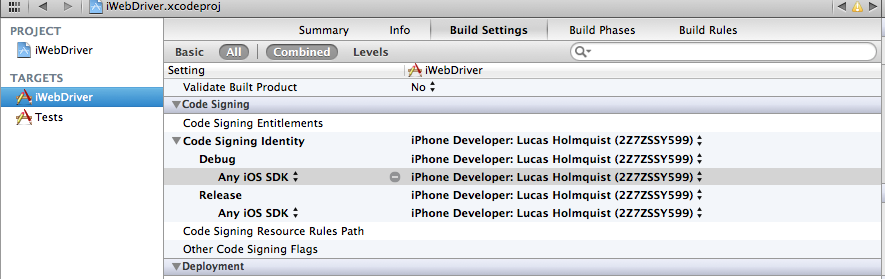 iWebDriver.xcodeproj
PROJECT
iWebDriver
TARGETS
iWebDriver
Tests
Summary Info Build Settings Build Phases Build Rules
Basic All Combined Levels
Setting iWebDriver
Validate Built Product No
Code Signing
Code Signing Entitlements
Code Signing Identity iPhone Developer: Lucas Holmquist (2Z7ZSSY599)
Debug iPhone Developer: Lucas Holmquist (2Z7ZSSY599)
Any iOS SDK iPhone Developer: Lucas Holmquist (2Z7ZSSY599)
Release iPhone Developer: Lucas Holmquist (2Z7ZSSY599)
Any iOS SDK iPhone Developer: Lucas Holmquist (2Z7ZSSY599)
Code Signing Resource Rules Path
Other Code Signing Flags
Deployment